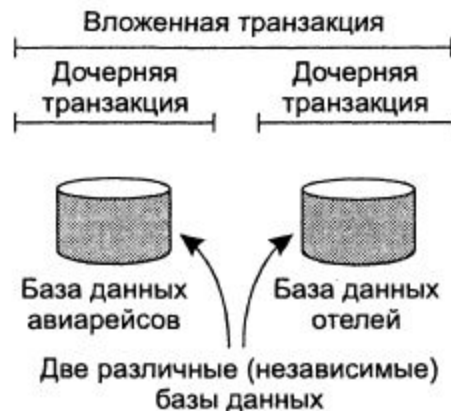 Вложенная транзакция
Дочерняя
транзакция
Дочерняя
транзакция
База данных
авиарейсов
База данных
отелей
Две различные (независимые)
базы данных